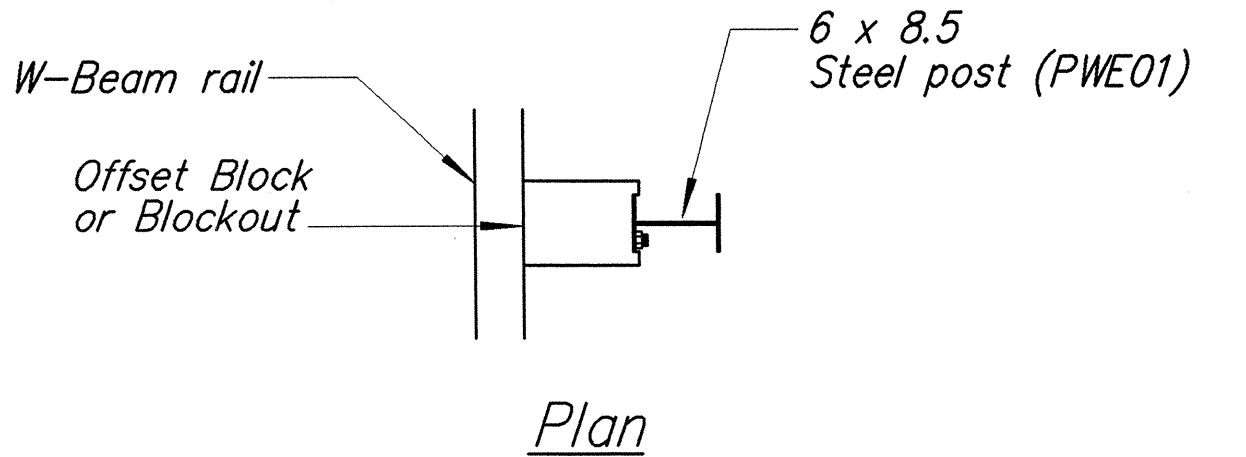 6 x 8.5
Steel post (PWE01)
W-Beam rail
Offset Block
or Blockout
Plan